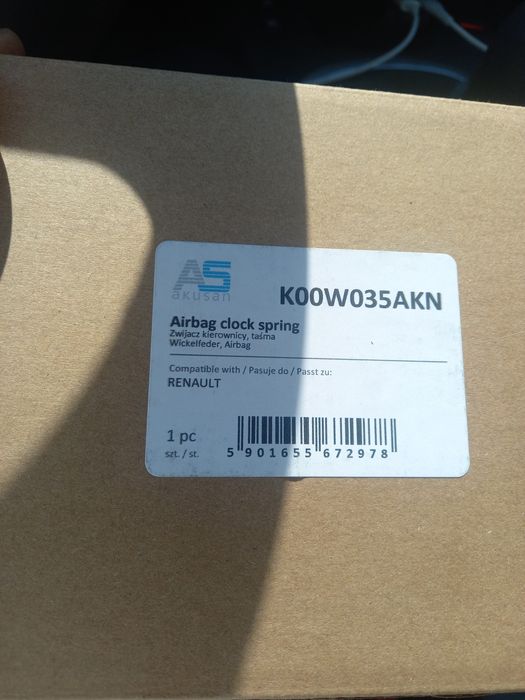 AS
akusan
K00W035AKN
Airbag clock spring
Zwijacz kierownicy, taśma
Wickelfeder, Airbag
Compatible with / Pasuje do / Passt zu:
RENAULT
1 pc
szt. / st.
5 901655 672978